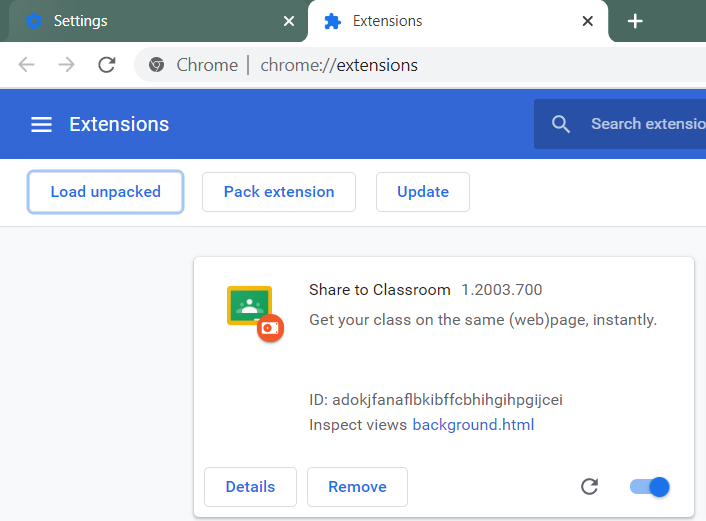 Settings
Extensions
Chrome | chrome://extensions
Extensions
Search extensio
Load unpacked
Pack extension
Update
Share to Classroom 1.2003.700
Get your class on the same (web)page, instantly.
ID: adokjfanaflbkibffcbhihgihpgijcei
Inspect views background.html
Details
Remove